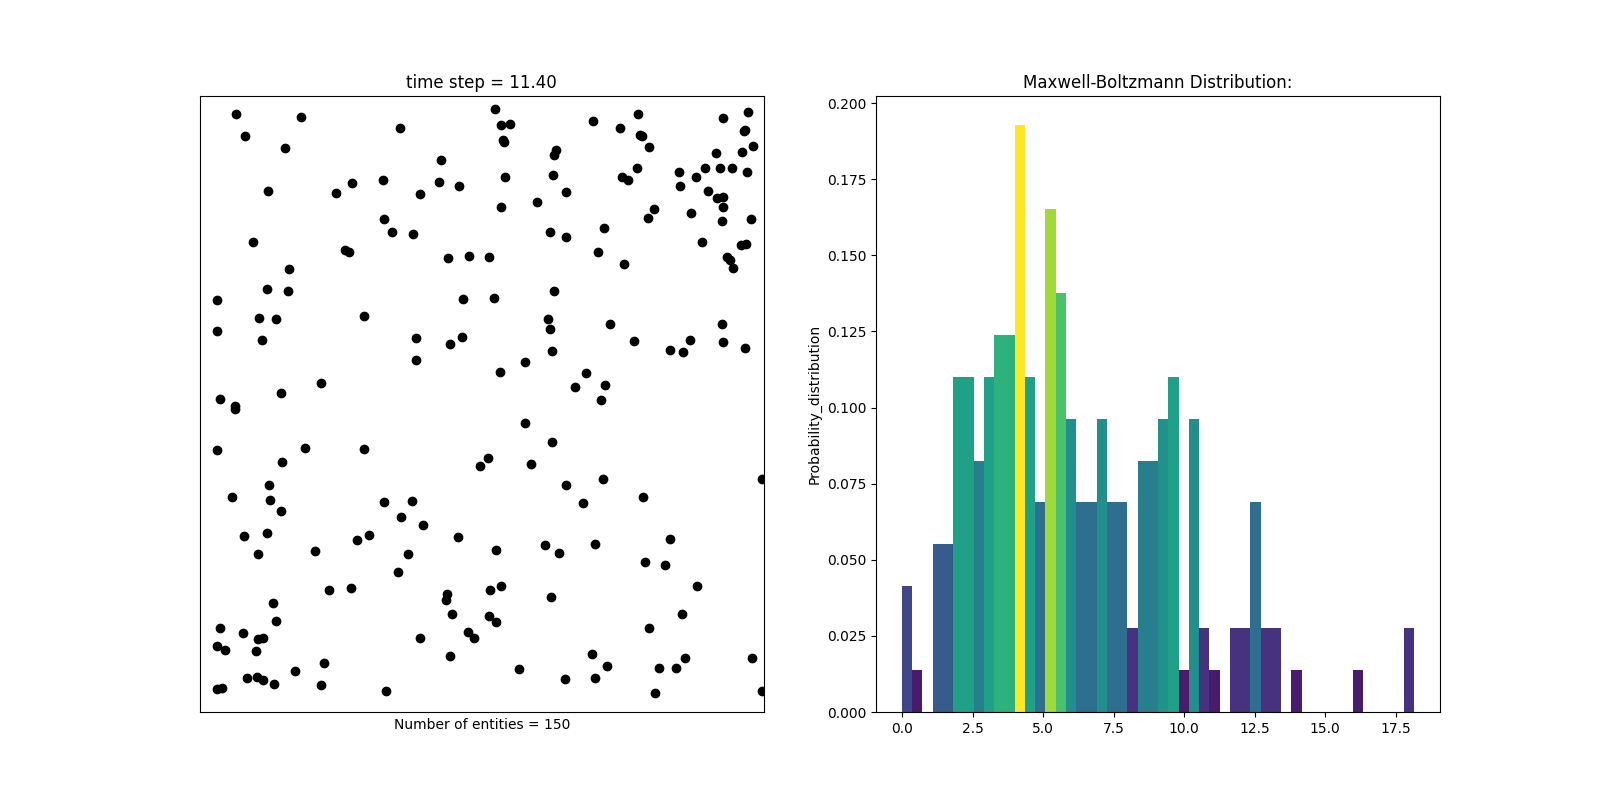 time step = 11.40
Number of entities = 150
Maxwell-Boltzmann Distribution:
Probability_distribution
0.200
0.175
0.150
0.125
0.100
0.075
0.050
0.025
0.000
0.0 2.5 5.0 7.5 10.0 12.5 15.0 17.5